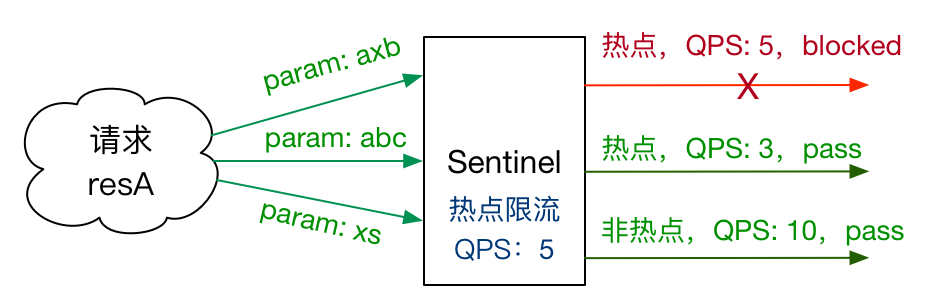 请求
resA
param: axb
param: abc
param: xs
Sentinel
热点限流
QPS：5
热点，QPS: 5，blocked
X
热点，QPS: 3，pass
非热点，QPS: 10，pass